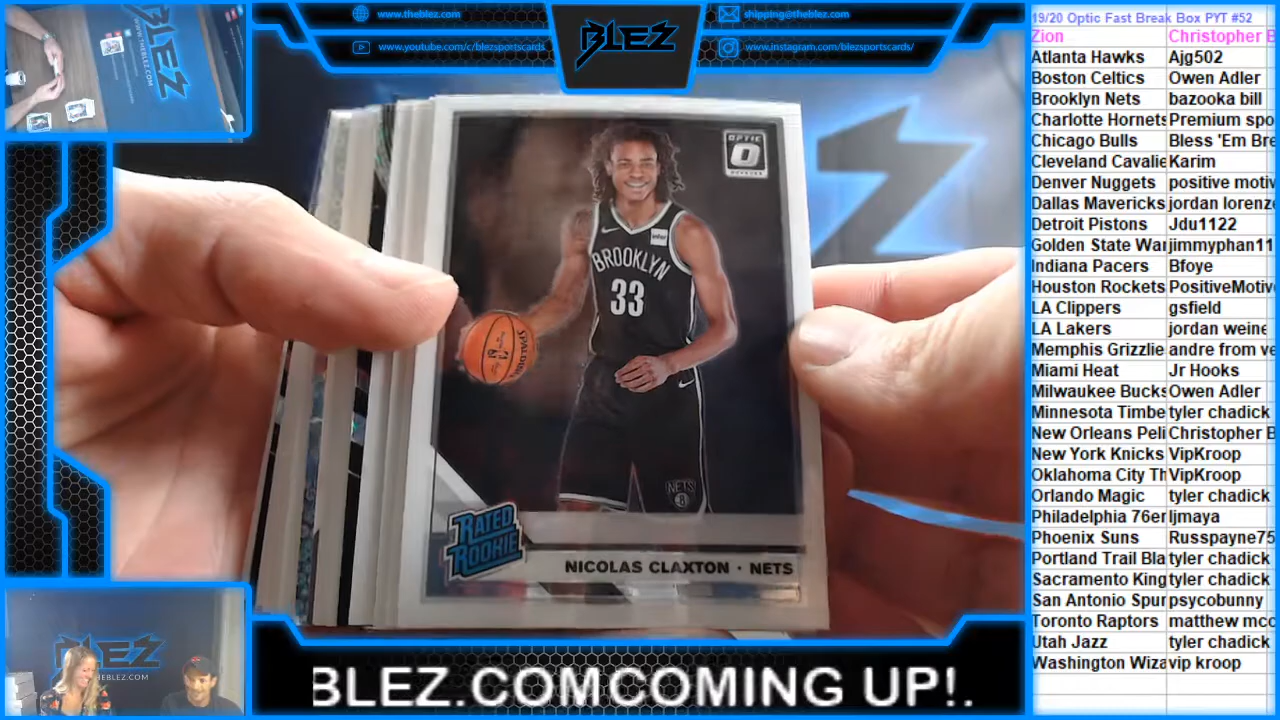 www.theblez.com
shipping@theblez.com
www.youtube.com/c/blezsportscards
www.instagram.com/blezsportscards/
BLEZ
19/20 Optic Fast Break Box PYT #52
Zion Christopher B
Atlanta Hawks Ajg502
Boston Celtics Owen Adler
Brooklyn Nets bazooka bill
Charlotte Hornets Premium spo
Chicago Bulls Bless 'Em Bre
Cleveland Cavalie Karim
Denver Nuggets positive motiv
Dallas Mavericks jordan lorenz
Detroit Pistons Jdu1122
Golden State War jimmyphan11
Indiana Pacers Bfoye
Houston Rockets PositiveMotiv
LA Clippers gsfield
LA Lakers jordan weine
Memphis Grizzlie andre from ve
Miami Heat Jr Hooks
Milwaukee Bucks Owen Adler
Minnesota Timbe tyler chadick
New Orleans Peli Christopher B
New York Knicks VipKroop
Oklahoma City Th VipKroop
Orlando Magic tyler chadick
Philadelphia 76er ljmaya
Phoenix Suns Russpayne75
Portland Trail Bla tyler chadick
Sacramento King tyler chadick
San Antonio Spur psycobunny
Toronto Raptors matthew mcc
Utah Jazz tyler chadick
Washington Wiza vip kroop
OPTIC
BROOKLYN
33
SPALDING
NETS
RATED
ROOKIE
NICOLAS CLAXTON · NETS
BLEZ
WWW.THEBLEZ.COM
BLEZ
WWW.THEBLEZ.COM
BLEZ.COMCOMING UP!.